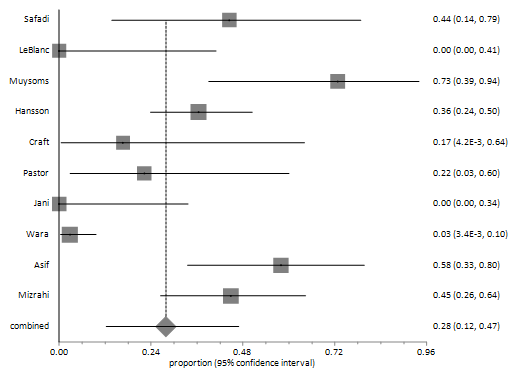 Safadi 0.44 (0.14, 0.79)
LeBlanc 0.00 (0.00, 0.41)
Muysoms 0.73 (0.39, 0.94)
Hansson 0.36 (0.24, 0.50)
Craft 0.17 (4.2E-3, 0.64)
Pastor 0.22 (0.03, 0.60)
Jani 0.00 (0.00, 0.34)
Wara 0.03 (3.4E-3, 0.10)
Asif 0.58 (0.33, 0.80)
Mizrahi 0.45 (0.26, 0.64)
combined 0.28 (0.12, 0.47)
0.00 0.24 0.48 0.72 0.96
proportion (95% confidence interval)